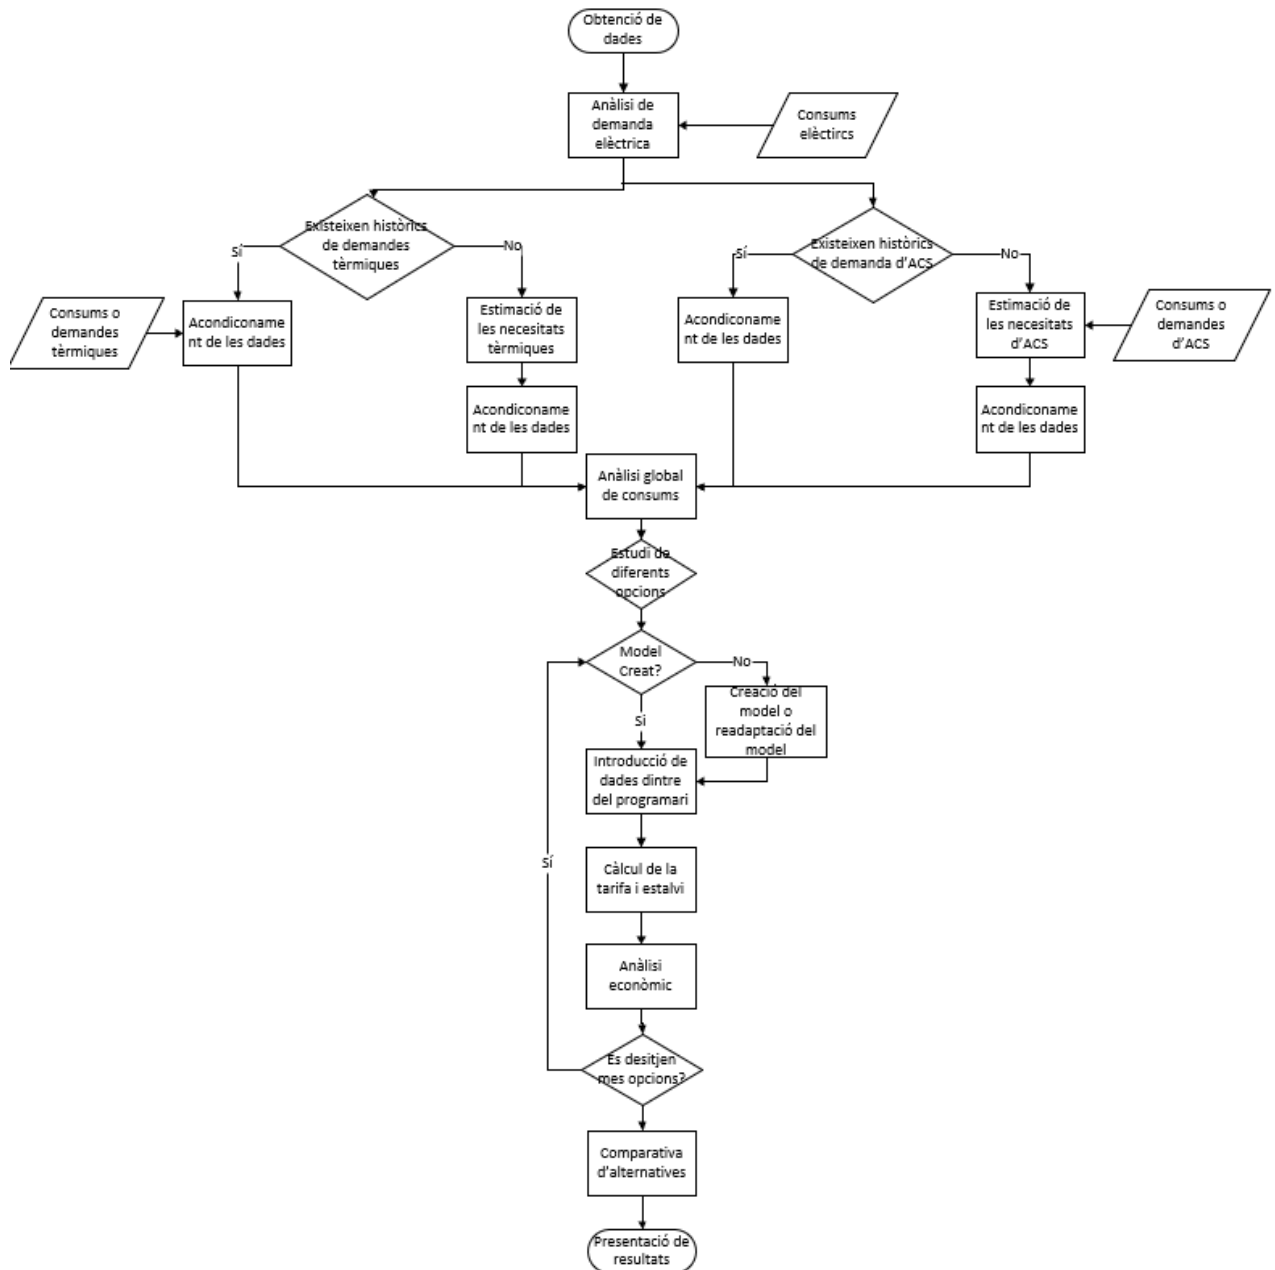 Obtenció de
dades
Anàlisi de
demanda
elèctrica
Consums
elèctircs
Existeixen històrics
de demandes
tèrmiques
Sí
No
Existeixen històrics
de demanda d'ACS
Sí
No
Consums o
demandes
tèrmiques
Acondiconame
nt de les dades
Estimació de
les necesitats
tèrmiques
Acondiconame
nt de les dades
Acondiconame
nt de les dades
Estimació de
les necesitats
d'ACS
Consums o
demandes
d'ACS
Acondiconame
nt de les dades
Anàlisi global
de consums
Estudi de
diferents
opcions
Model
Creat?
No
Creació del
model o
readaptació del
model
Si
Introducció de
dades dintre
del programari
Càlcul de la
tarifa i estalvi
Sí
Anàlisi
econòmic
Es desitjen
mes opcions?
Comparativa
d'alternatives
Presentació de
resultats